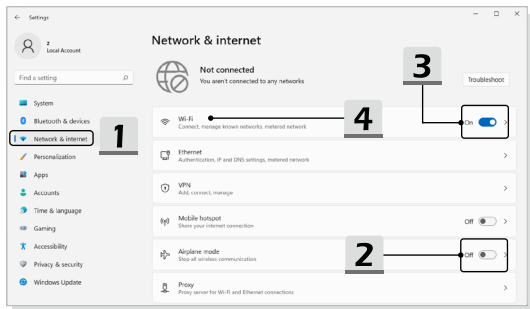 Settings
z
Local Account
Find a setting
System
Bluetooth & devices
Network & internet
Personalization
Apps
Accounts
Time & language
Gaming
Accessibility
Privacy & security
Windows Update
1
Network & internet
Not connected
You aren't connected to any networks
Troubleshoot
3
Wi-Fi
Connect, manage known networks, metered network
4
On
Ethernet
Authentication, IP and DNS settings, metered network
VPN
Add, connect, manage
Mobile hotspot
Share your internet connection
Off
Airplane mode
Stop all wireless communication
2
Off
Proxy
Proxy server for Wi-Fi and Ethernet connections